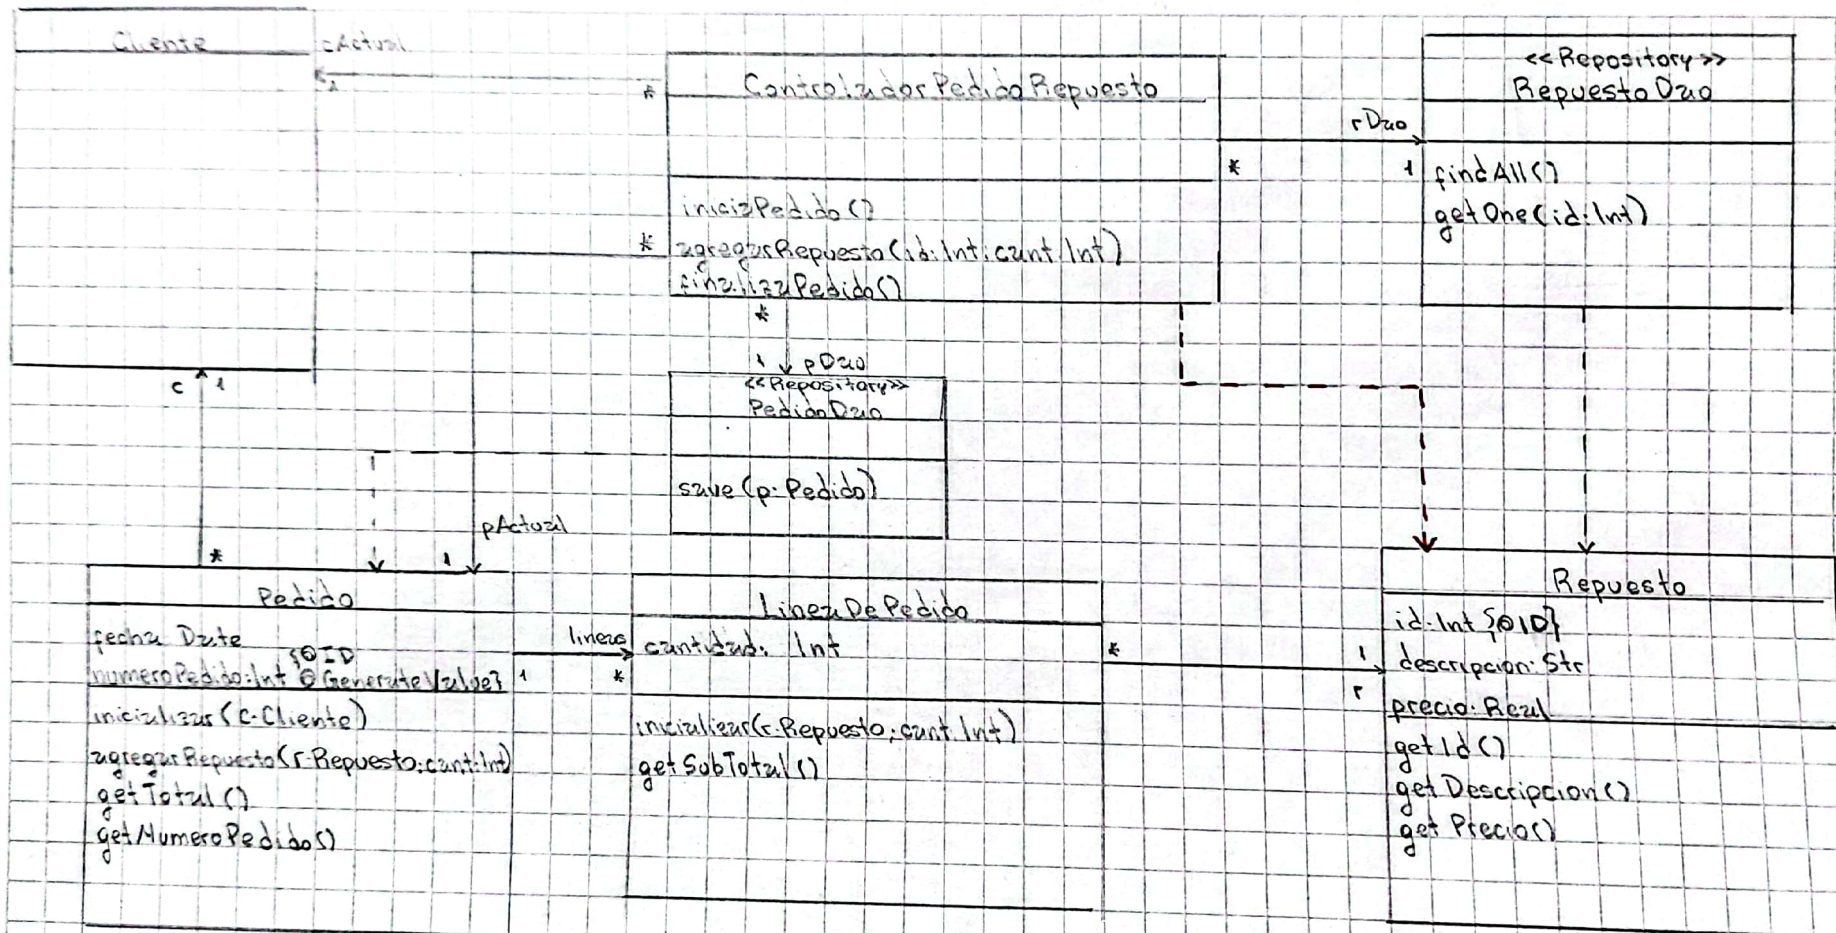 Cliente
cActual
*
ControladorPedidoRepuesto
iniciaPedido()
agregarRepuesto(id:Int;cant:Int)
finalizaPedido()
*
rDao
*
1
<<Repository>>
RepuestoDao
findAll()
getOne(id:Int)
*
1
pDao
<<Repository>>
PedidoDao
save(p:Pedido)
c
1
*
pActual
1
Pedido
fecha Date
{OID
numeroPedido:Int @GenerateValue}
inicializar(c:Cliente)
agregarRepuesto(r:Repuesto;cant:Int)
getTotal()
getNumeroPedido()
lineas
1
*
LineaDePedido
cantidad: Int
inicializar(r:Repuesto;cant:Int)
getSubTotal()
*
1
r
Repuesto
id:Int {OID}
descripcion:Str
precio:Real
getId()
getDescripcion()
getPrecio()